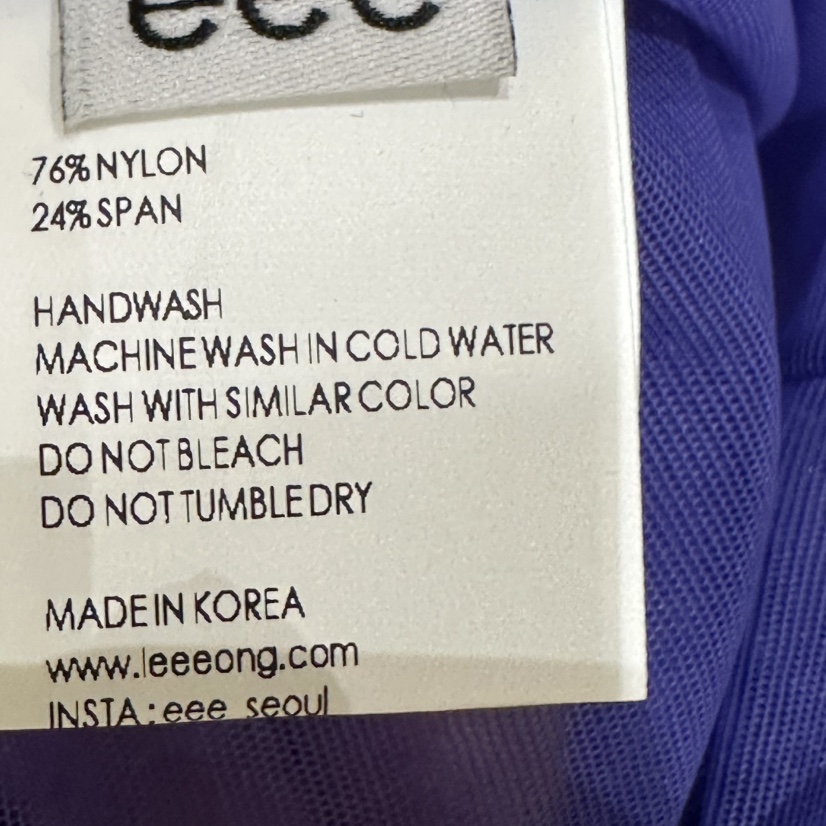 eee
76% NYLON
24% SPAN
HANDWASH
MACHINE WASH IN COLD WATER
WASH WITH SIMILAR COLOR
DO NOT BLEACH
DO NOT TUMBLE DRY
MADE IN KOREA
www.leeeong.com
INSTA : eee_seoul